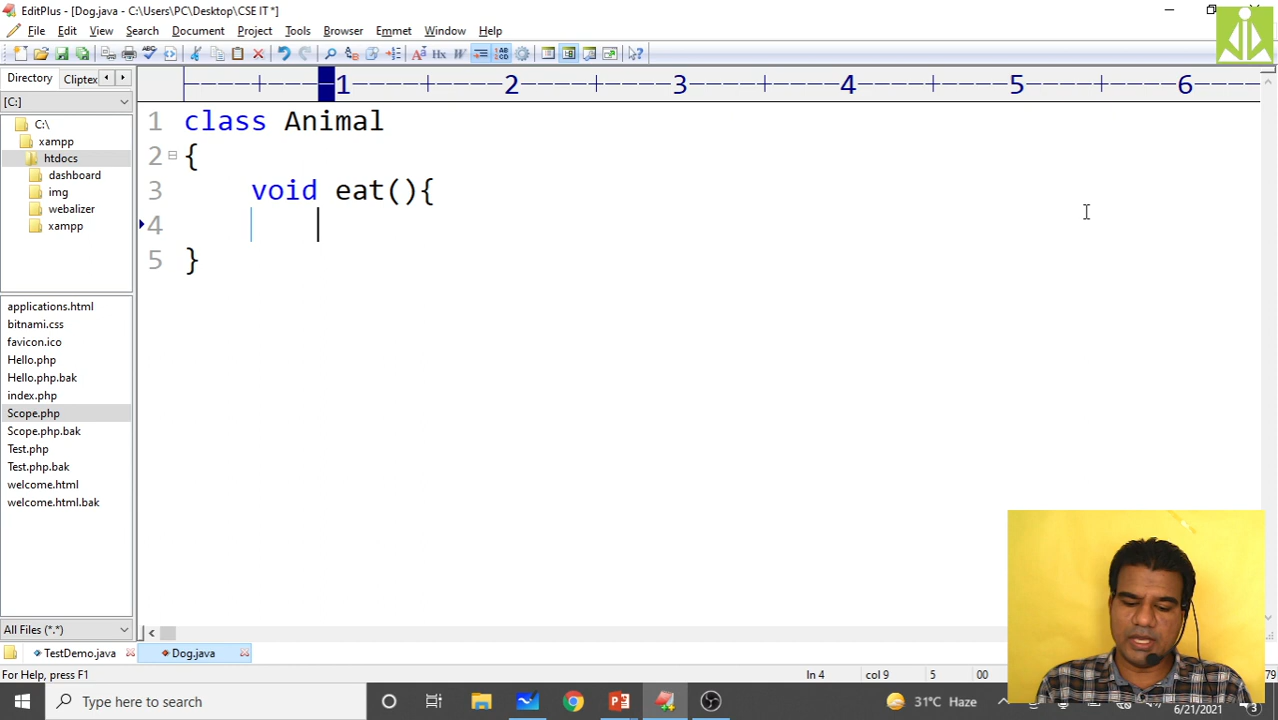 EditPlus - [Dog.java - C:\Users\PC\Desktop\CSE IT *]
File Edit View Search Document Project Tools Browser Emmet Window Help
Directory Cliptex
[C:]
C:\
xampp
htdocs
dashboard
img
webalizer
xampp
applications.html
bitnami.css
favicon.ico
Hello.php
Hello.php.bak
index.php
Scope.php
Scope.php.bak
Test.php
Test.php.bak
welcome.html
welcome.html.bak
All Files (*.*)
----+----1----+----2----+----3----+----4----+----5----+----6----
1 class Animal
2 {
3 void eat(){
4
5 }
TestDemo.java Dog.java
For Help, press F1 ln 4 col 9 5 00 79
Type here to search 31°C Haze
6/21/2021 3